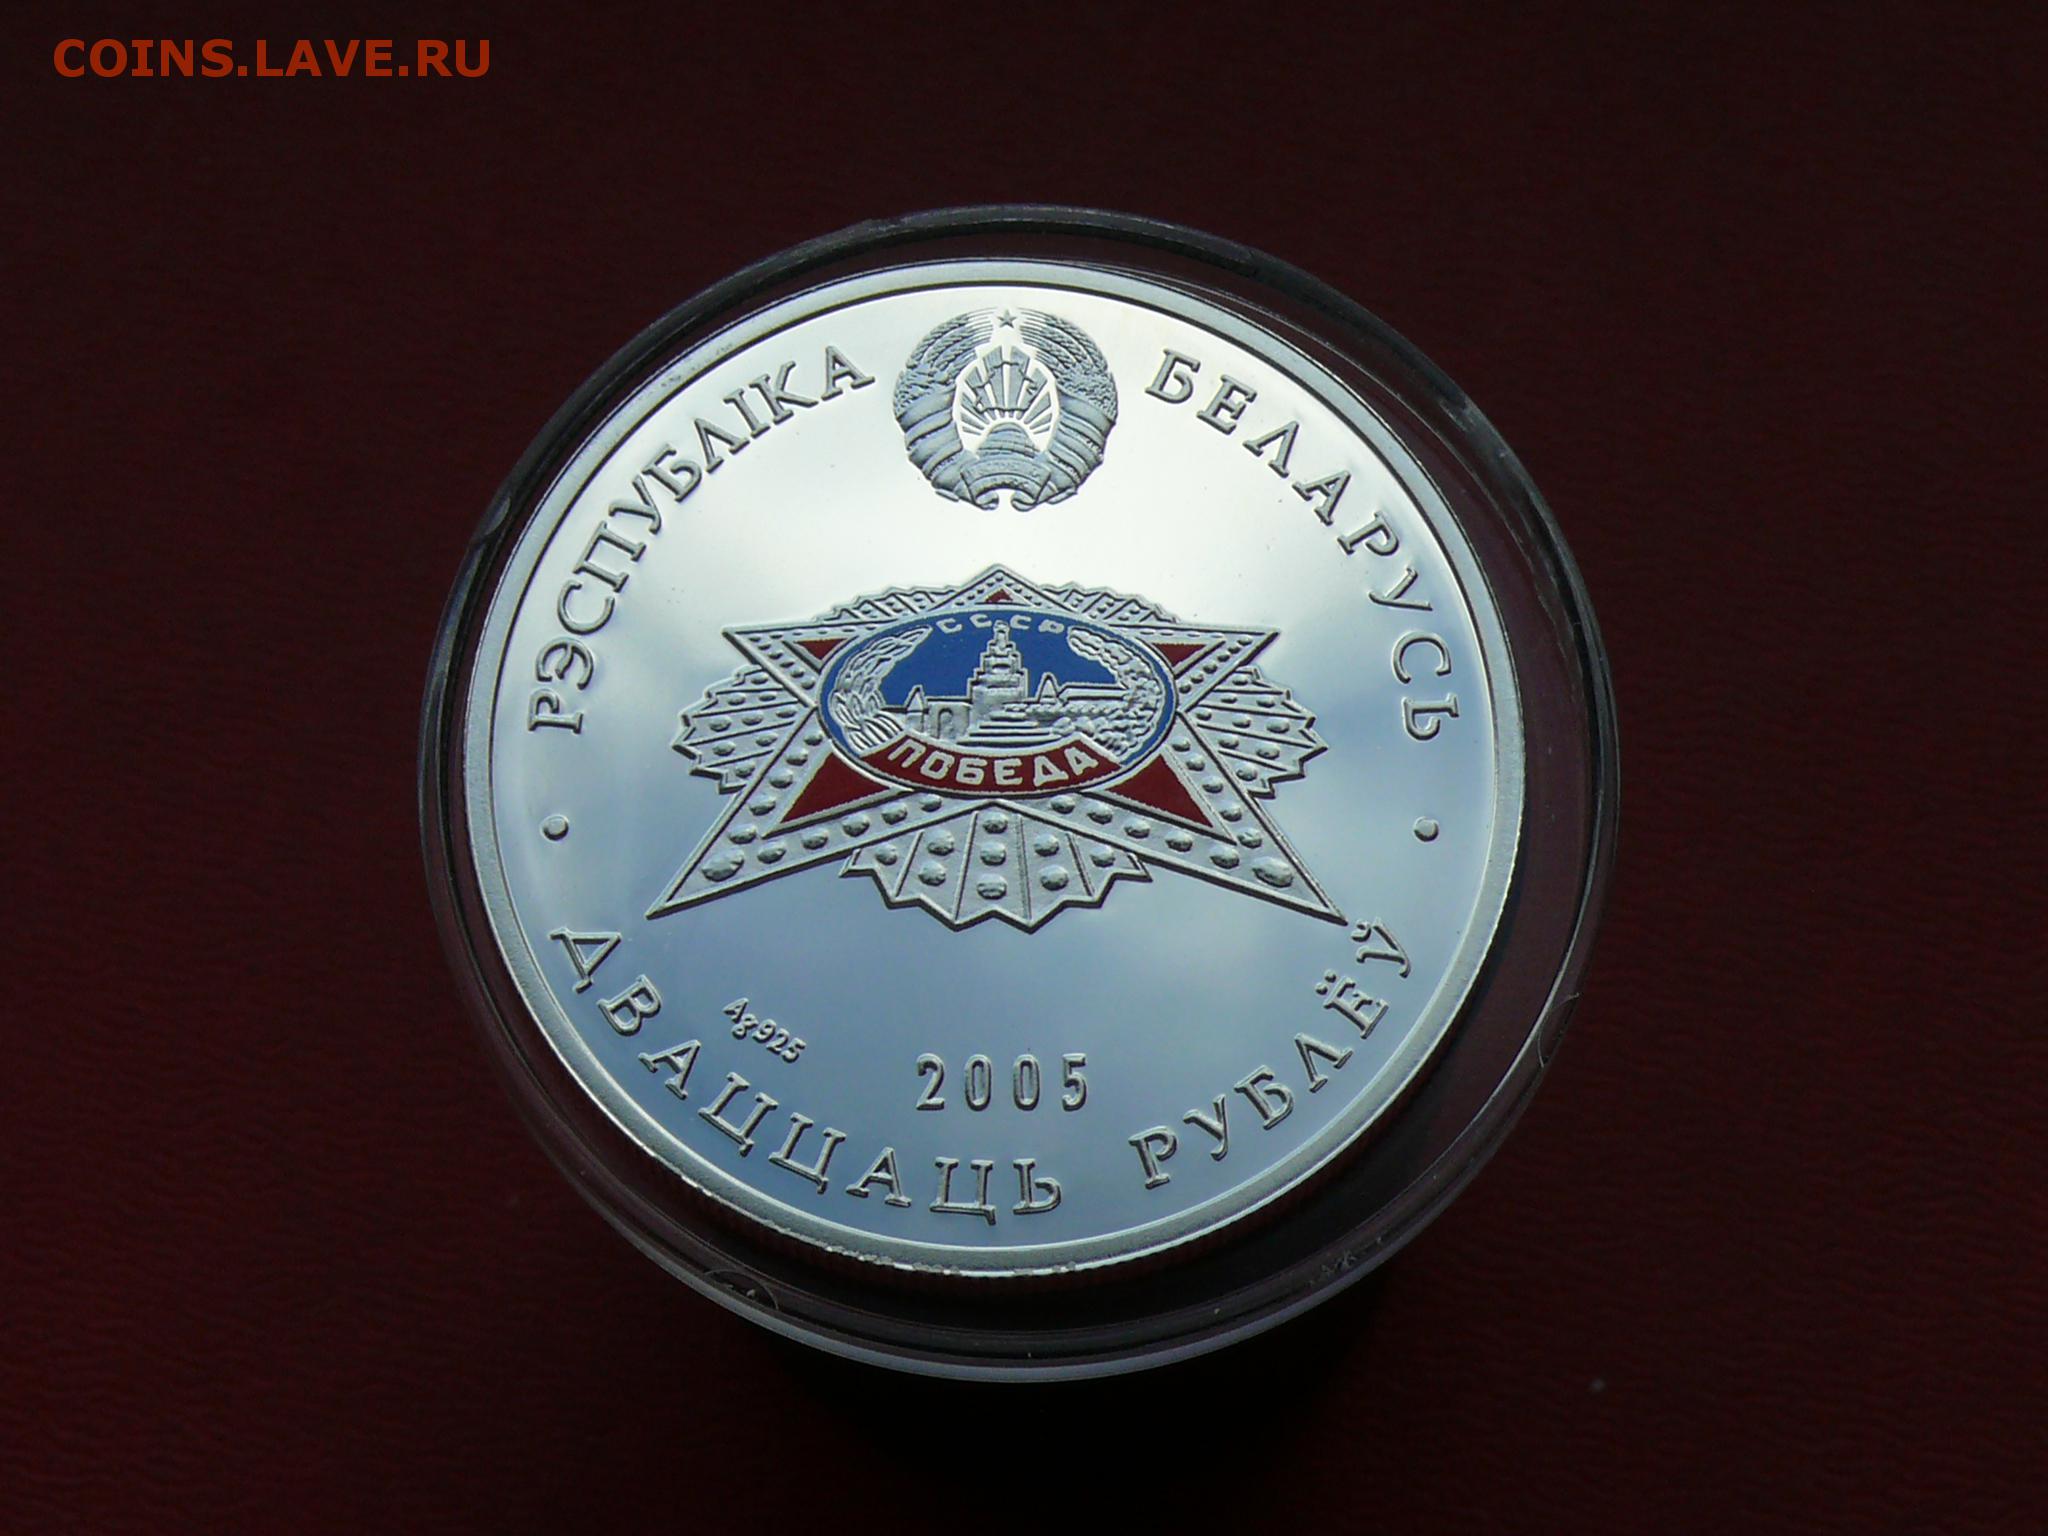 COINS.LAVE.RU
РЭСПУБЛІКА БЕЛАРУСЬ
СССР
ПОБЕДА
Ag925
2005
ДВАЦЦАЦЬ РУБЛЁЎ